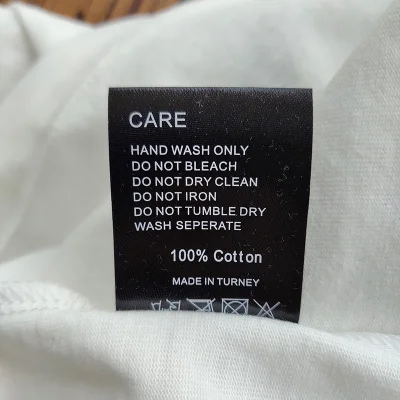 CARE
HAND WASH ONLY
DO NOT BLEACH
DO NOT DRY CLEAN
DO NOT IRON
DO NOT TUMBLE DRY
WASH SEPERATE
100% Cotton
MADE IN TURNEY